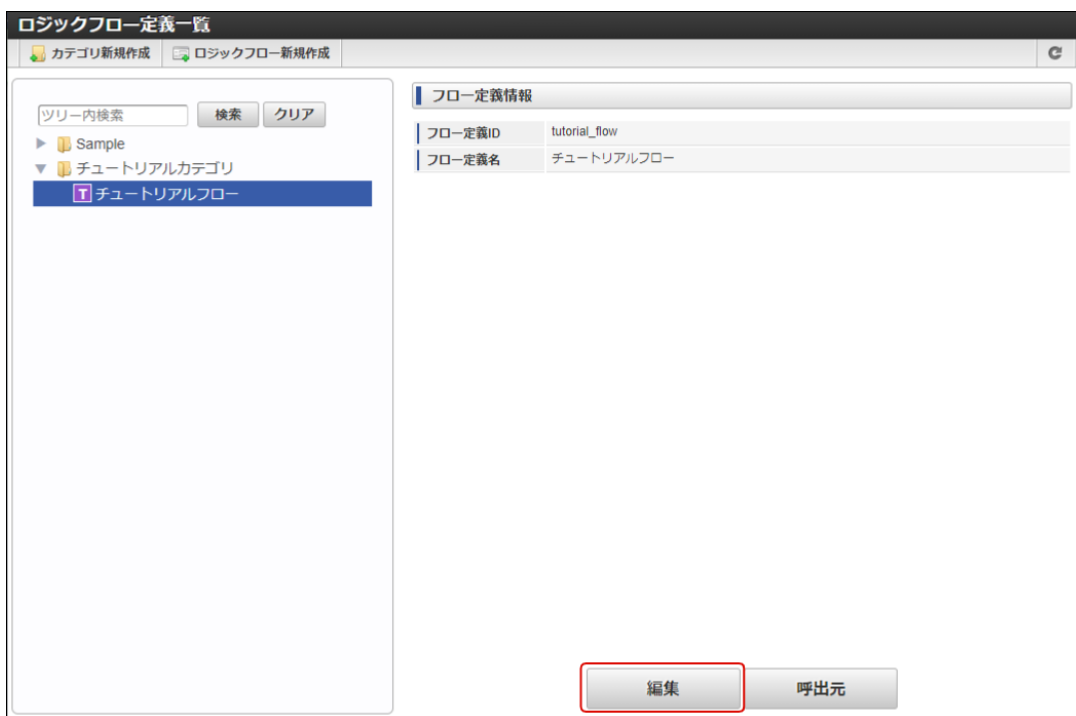 ロジックフロー定義一覧
カテゴリ新規作成 ロジックフロー新規作成
ツリー内検索 検索 クリア
Sample
チュートリアルカテゴリ
T チュートリアルフロー
フロー定義情報
フロー定義ID tutorial_flow
フロー定義名 チュートリアルフロー
編集 呼出元